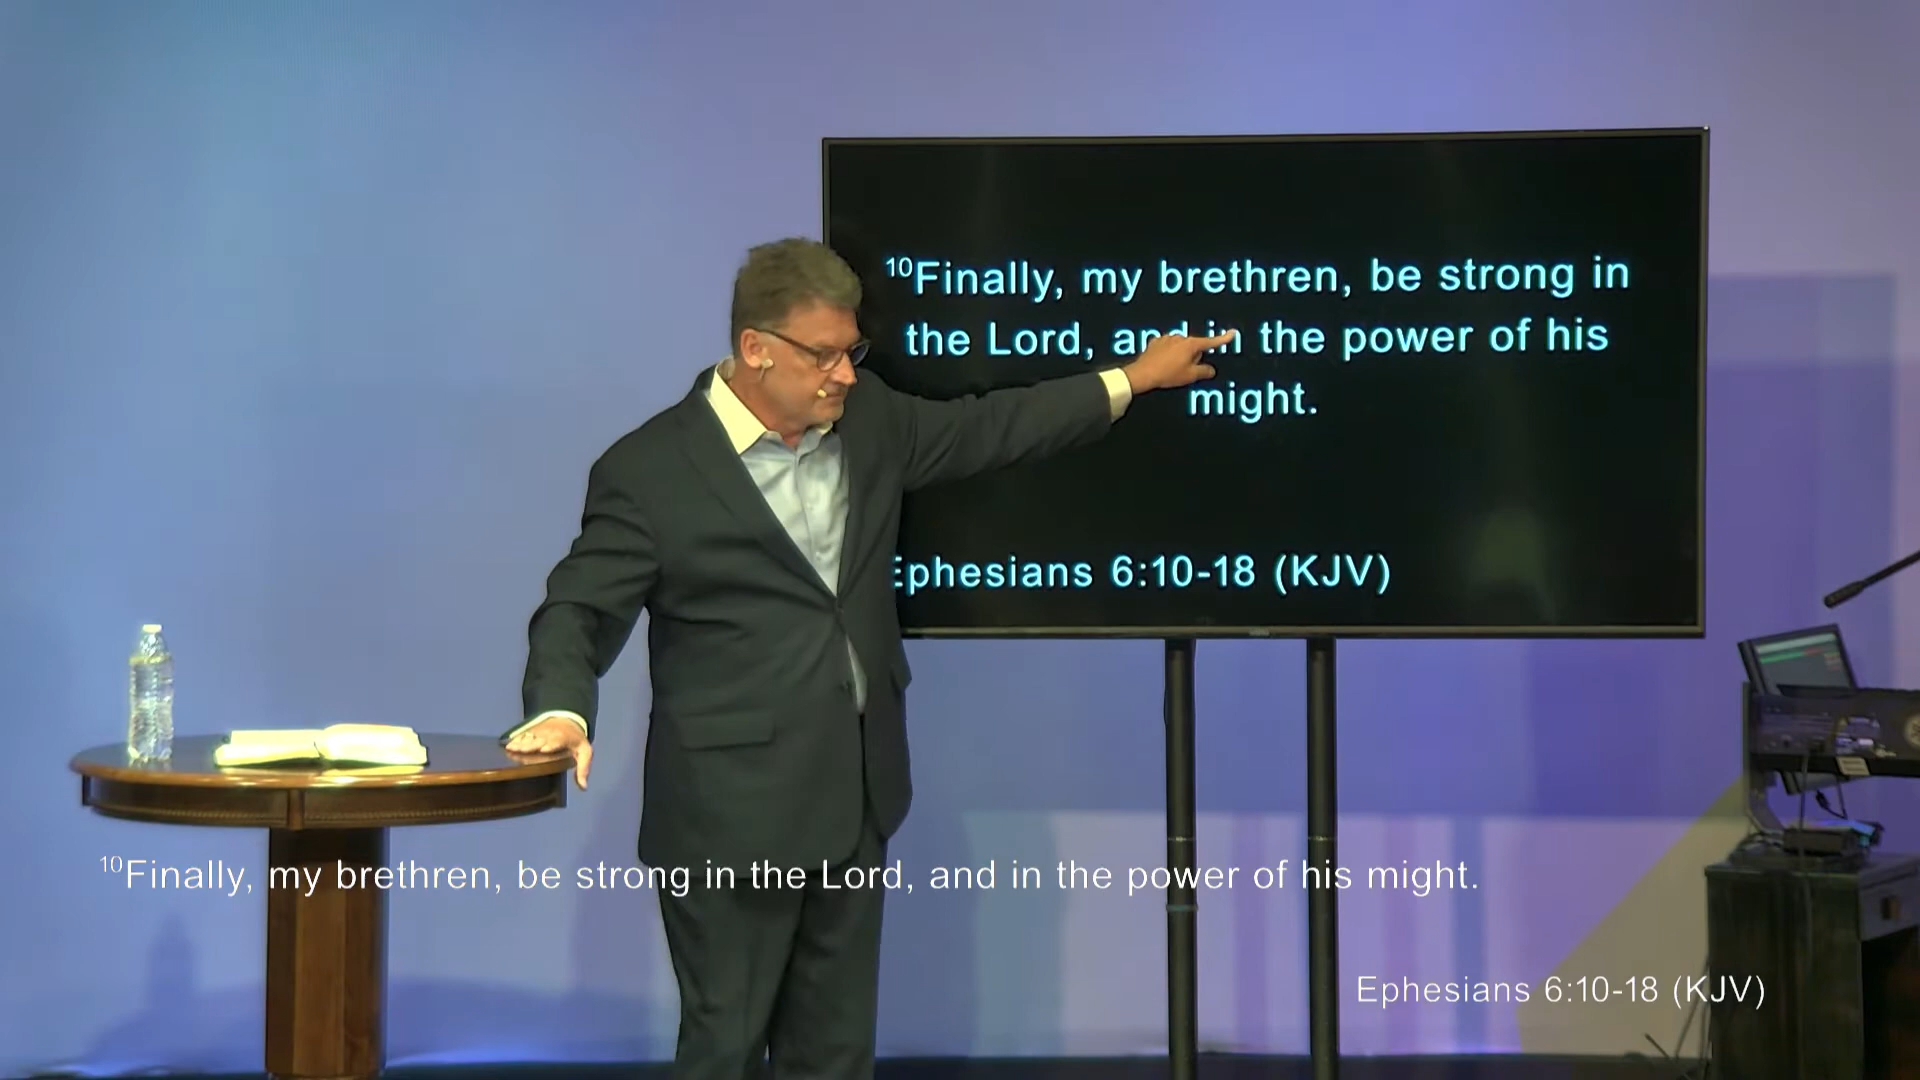 ¹⁰Finally, my brethren, be strong in
the Lord, and in the power of his
might.
Ephesians 6:10-18 (KJV)
¹⁰Finally, my brethren, be strong in the Lord, and in the power of his might.
Ephesians 6:10-18 (KJV)